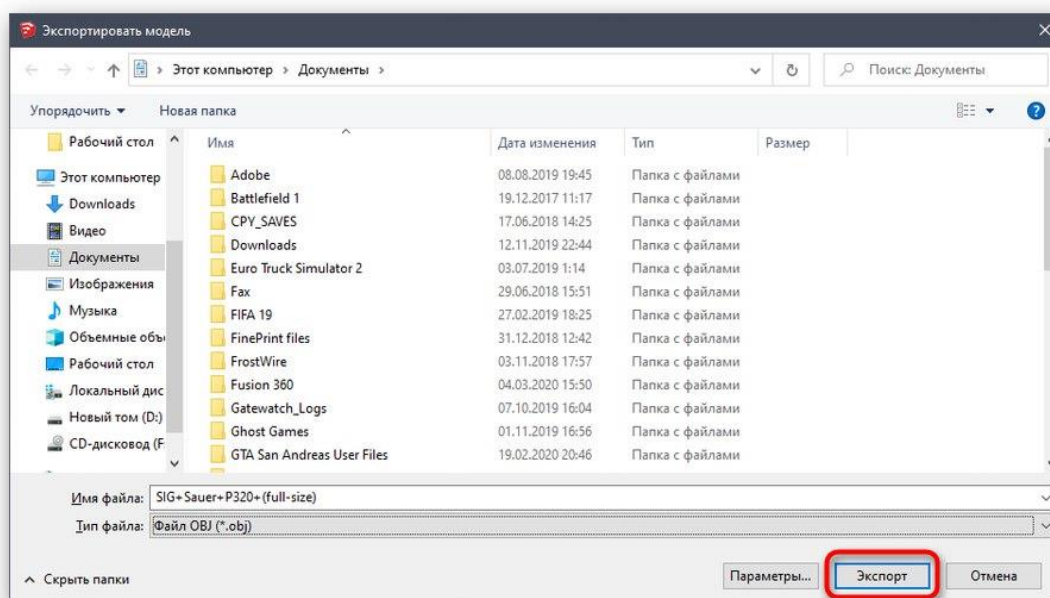 Экспортировать модель
Этот компьютер › Документы ›
Поиск: Документы
Упорядочить
Новая папка
Имя Дата изменения Тип Размер
Рабочий стол
Этот компьютер
Downloads
Видео
Документы
Изображения
Музыка
Объемные объ
Рабочий стол
Локальный дис
Новый том (D:)
CD-дисковод (F:
Adobe 08.08.2019 19:45 Папка с файлами
Battlefield 1 19.12.2017 11:17 Папка с файлами
CPY_SAVES 17.06.2018 14:25 Папка с файлами
Downloads 12.11.2019 22:44 Папка с файлами
Euro Truck Simulator 2 03.07.2019 1:14 Папка с файлами
Fax 29.06.2018 15:51 Папка с файлами
FIFA 19 27.02.2019 18:25 Папка с файлами
FinePrint files 31.12.2018 12:42 Папка с файлами
FrostWire 03.11.2018 17:57 Папка с файлами
Fusion 360 04.03.2020 15:50 Папка с файлами
Gatewatch_Logs 07.10.2019 16:04 Папка с файлами
Ghost Games 01.11.2019 16:56 Папка с файлами
GTA San Andreas User Files 19.02.2020 20:46 Папка с файлами
Имя файла: SIG+Sauer+P320+(full-size)
Тип файла: Файл OBJ (*.obj)
Скрыть папки
Параметры... Экспорт Отмена